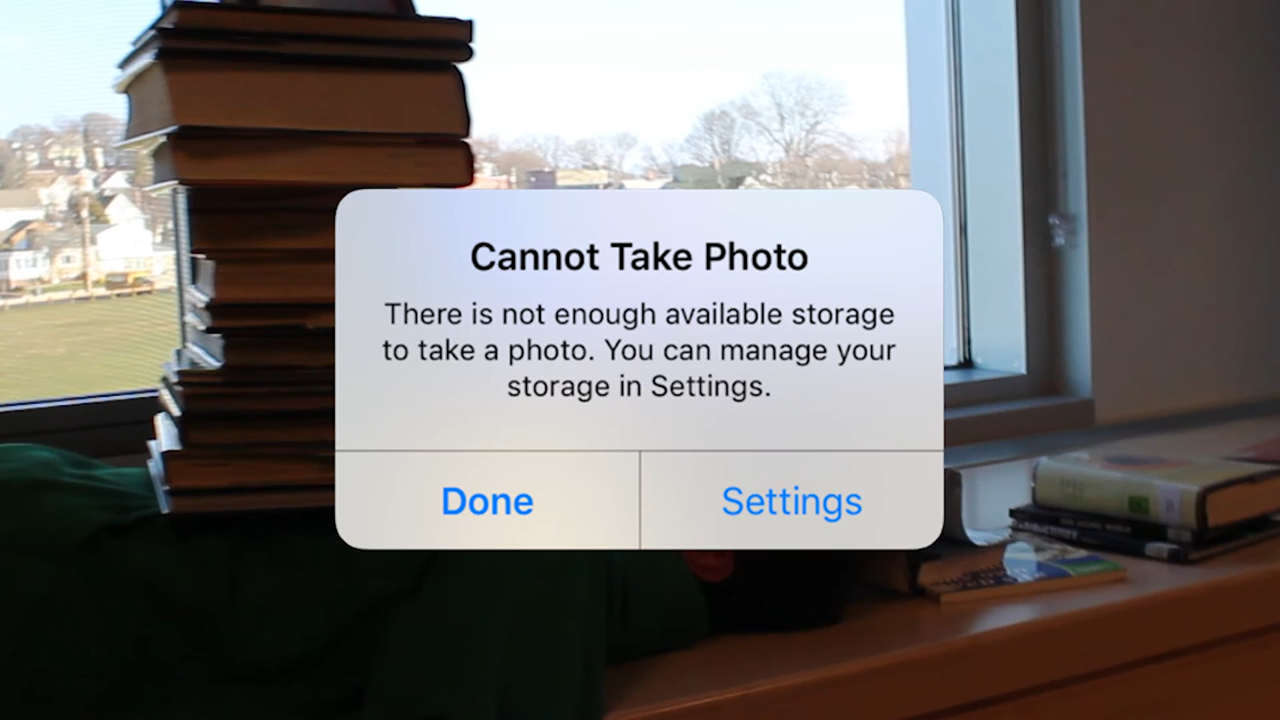 Cannot Take Photo
There is not enough available storage
to take a photo. You can manage your
storage in Settings.
Done
Settings